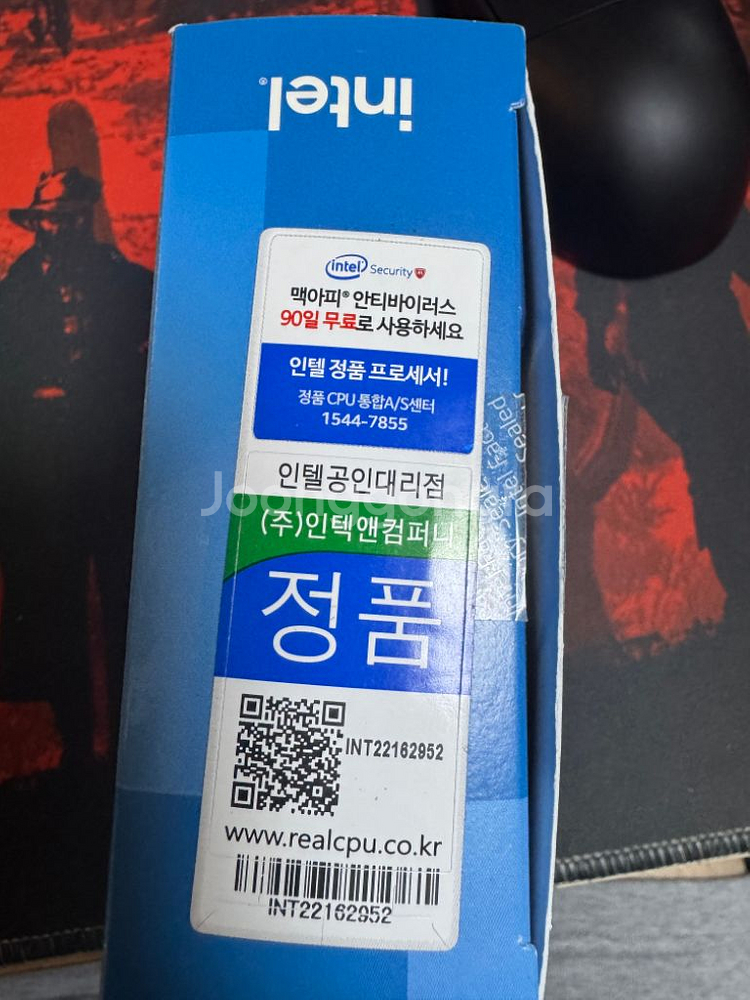 intel
intel Security
맥아피® 안티바이러스
90일 무료로 사용하세요
인텔 정품 프로세서!
정품 CPU 통합A/S센터
1544-7855
인텔공인대리점
Joonggonara
(주)인텍앤컴퍼니
정품
INT22162952
www.realcpu.co.kr
INT22162952
Sealed